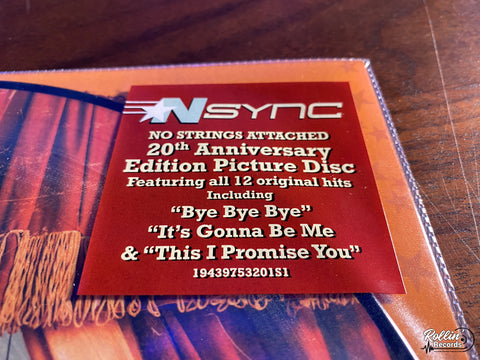 NSYNC
NO STRINGS ATTACHED
20th Anniversary
Edition Picture Disc
Featuring all 12 original hits
Including
"Bye Bye Bye"
"It's Gonna Be Me
& "This I Promise You"
19439753201S1
Rollin'
Records